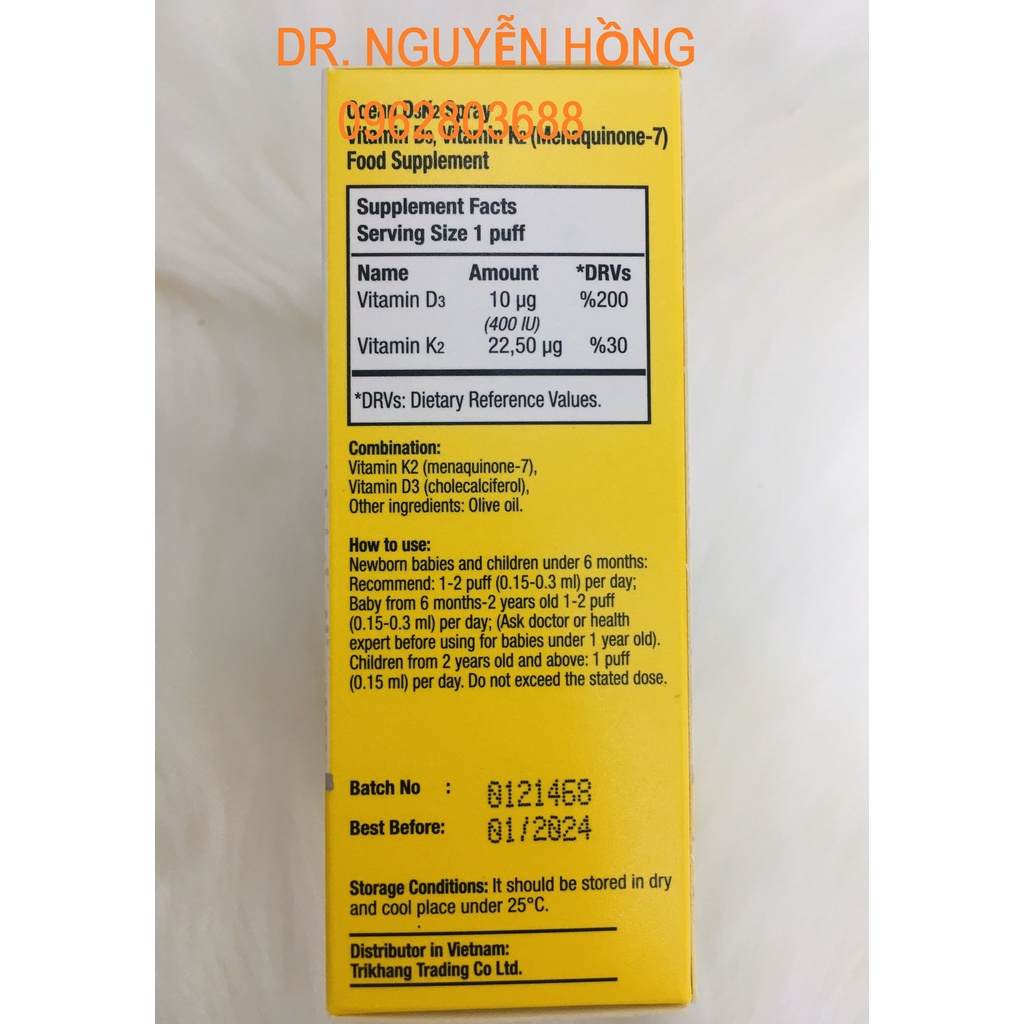 DR. NGUYỄN HỒNG
Ocean D3K2 Spray
0962803688
Vitamin D3, Vitamin K2 (Menaquinone-7)
Food Supplement
Supplement Facts
Serving Size 1 puff
Name Amount *DRVs
Vitamin D3 10 µg %200
(400 IU)
Vitamin K2 22,50 µg %30
*DRVs: Dietary Reference Values.
Combination:
Vitamin K2 (menaquinone-7),
Vitamin D3 (cholecalciferol),
Other ingredients: Olive oil.
How to use:
Newborn babies and children under 6 months:
Recommend: 1-2 puff (0.15-0.3 ml) per day;
Baby from 6 months-2 years old 1-2 puff
(0.15-0.3 ml) per day; (Ask doctor or health
expert before using for babies under 1 year old).
Children from 2 years old and above: 1 puff
(0.15 ml) per day. Do not exceed the stated dose.
Batch No : 0121468
Best Before: 01/2024
Storage Conditions: It should be stored in dry
and cool place under 25°C.
Distributor in Vietnam:
Trikhang Trading Co Ltd.